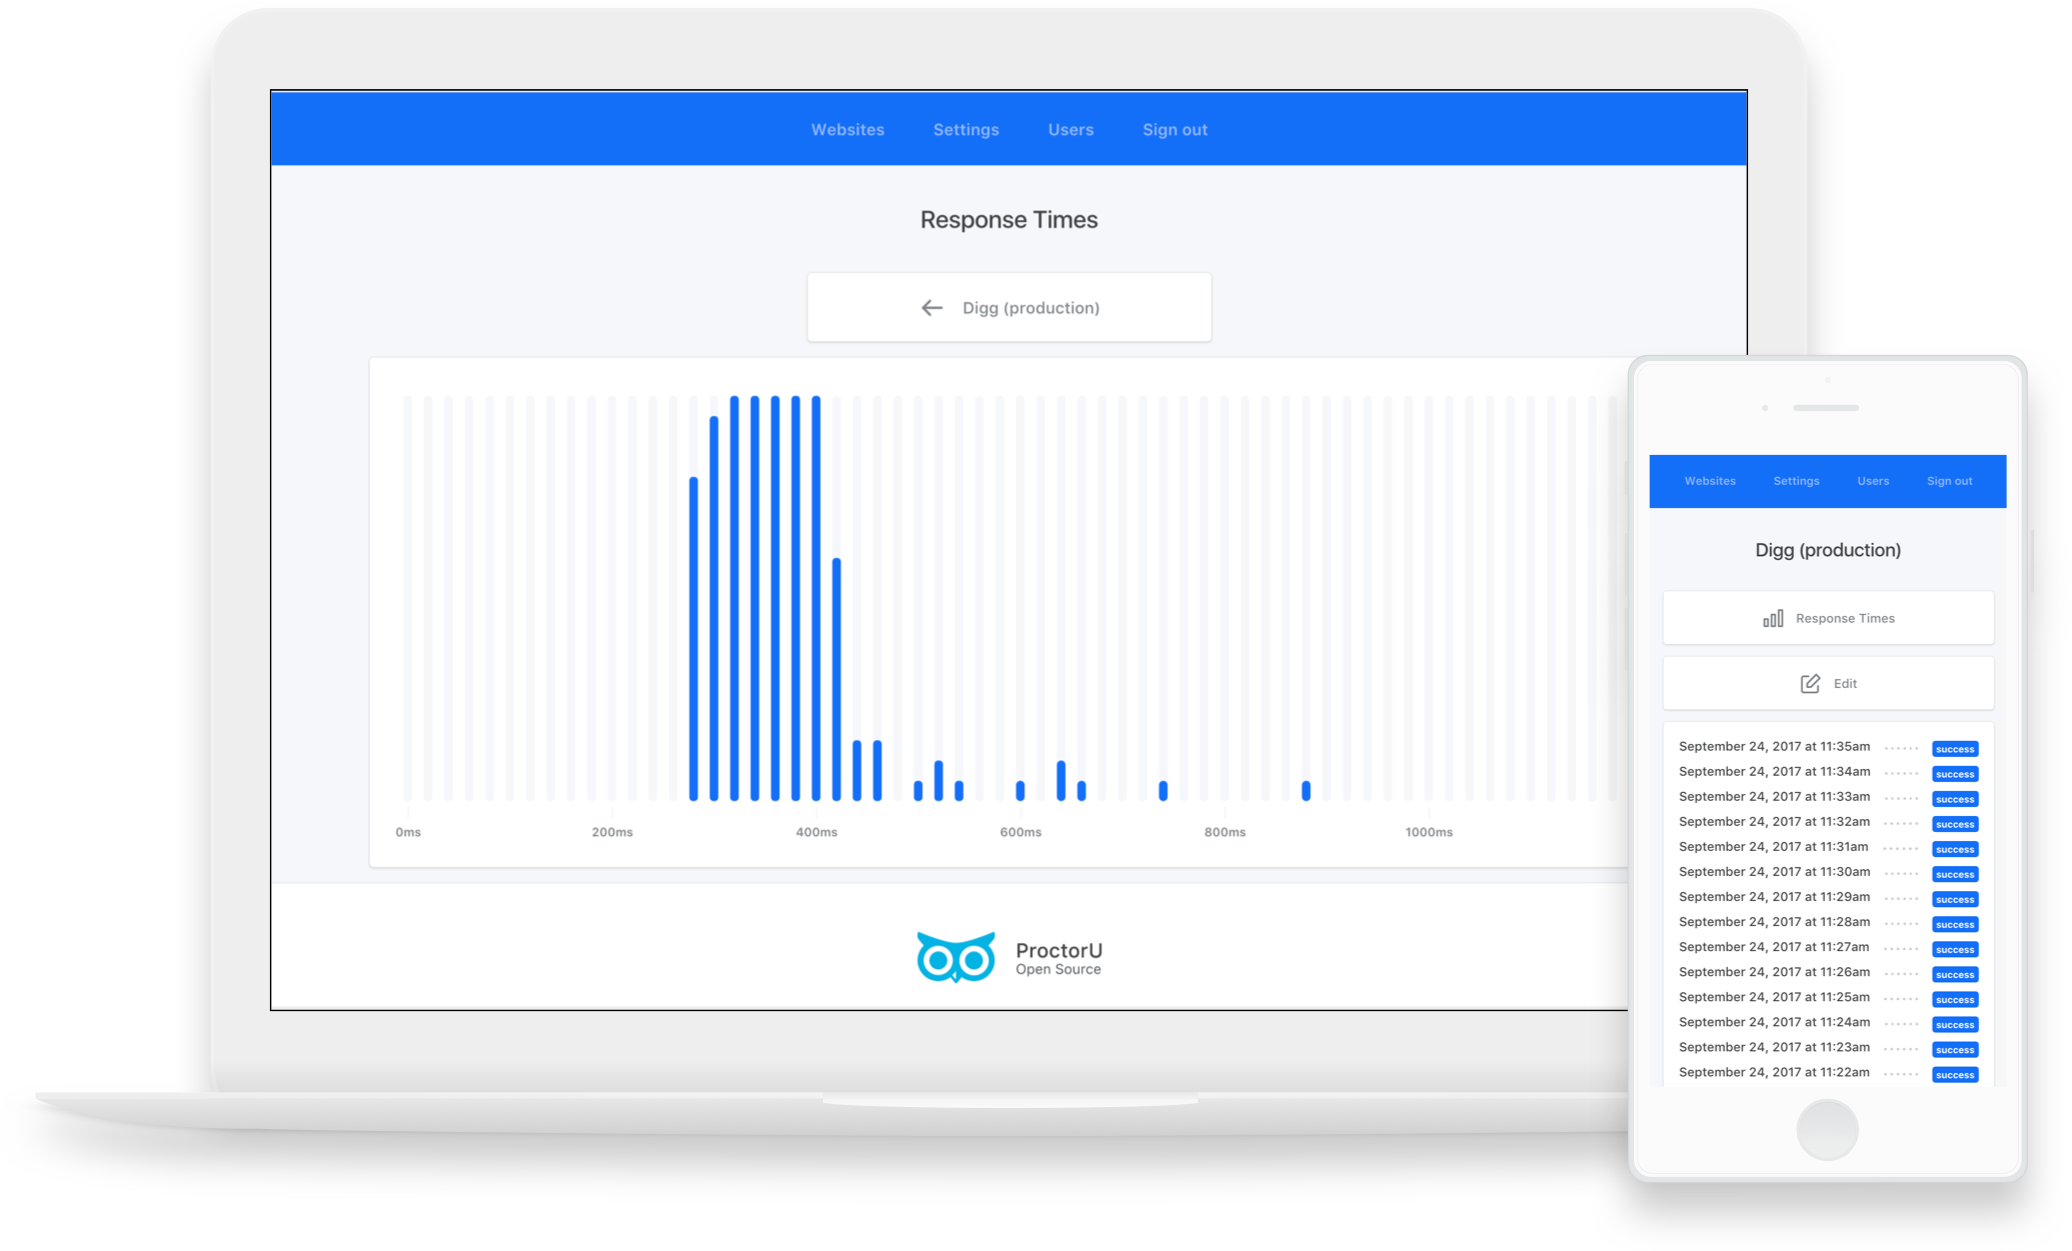 Websites Settings Users Sign out
Response Times
Digg (production)
0ms 200ms 400ms 600ms 800ms 1000ms
ProctorU
Open Source
Websites Settings Users Sign out
Digg (production)
Response Times
Edit
September 24, 2017 at 11:35am success
September 24, 2017 at 11:34am success
September 24, 2017 at 11:33am success
September 24, 2017 at 11:32am success
September 24, 2017 at 11:31am success
September 24, 2017 at 11:30am success
September 24, 2017 at 11:29am success
September 24, 2017 at 11:28am success
September 24, 2017 at 11:27am success
September 24, 2017 at 11:26am success
September 24, 2017 at 11:25am success
September 24, 2017 at 11:24am success
September 24, 2017 at 11:23am success
September 24, 2017 at 11:22am success